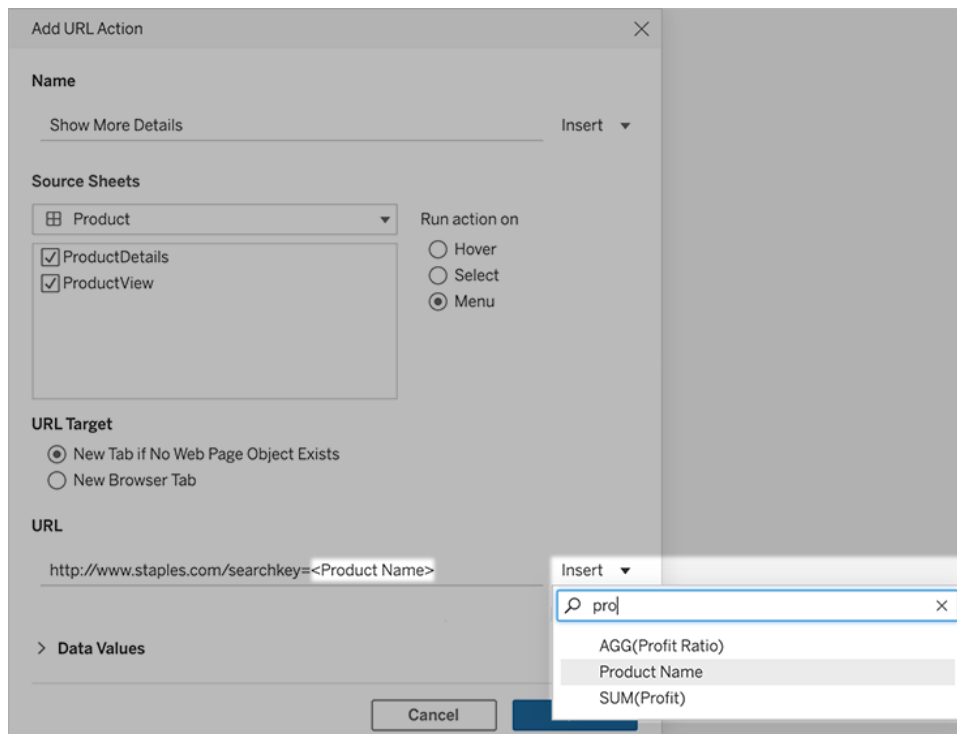 Add URL Action
Name
Show More Details
Insert
Source Sheets
Product
Run action on
ProductDetails
ProductView
Hover
Select
Menu
URL Target
New Tab if No Web Page Object Exists
New Browser Tab
URL
http://www.staples.com/searchkey=<Product Name>
Insert
pro
AGG(Profit Ratio)
Product Name
SUM(Profit)
Data Values
Cancel